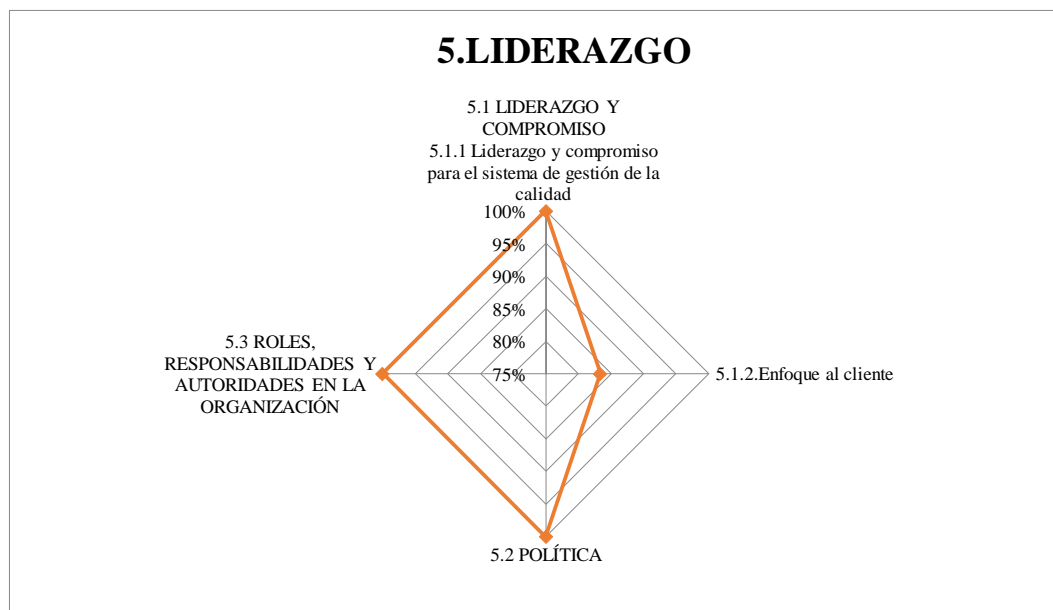 5.LIDERAZGO
5.1 LIDERAZGO Y
COMPROMISO
5.1.1 Liderazgo y compromiso
para el sistema de gestión de la
calidad
100%
95%
90%
85%
80%
75%
5.3 ROLES,
RESPONSABILIDADES Y
AUTORIDADES EN LA
ORGANIZACIÓN
5.1.2.Enfoque al cliente
5.2 POLÍTICA